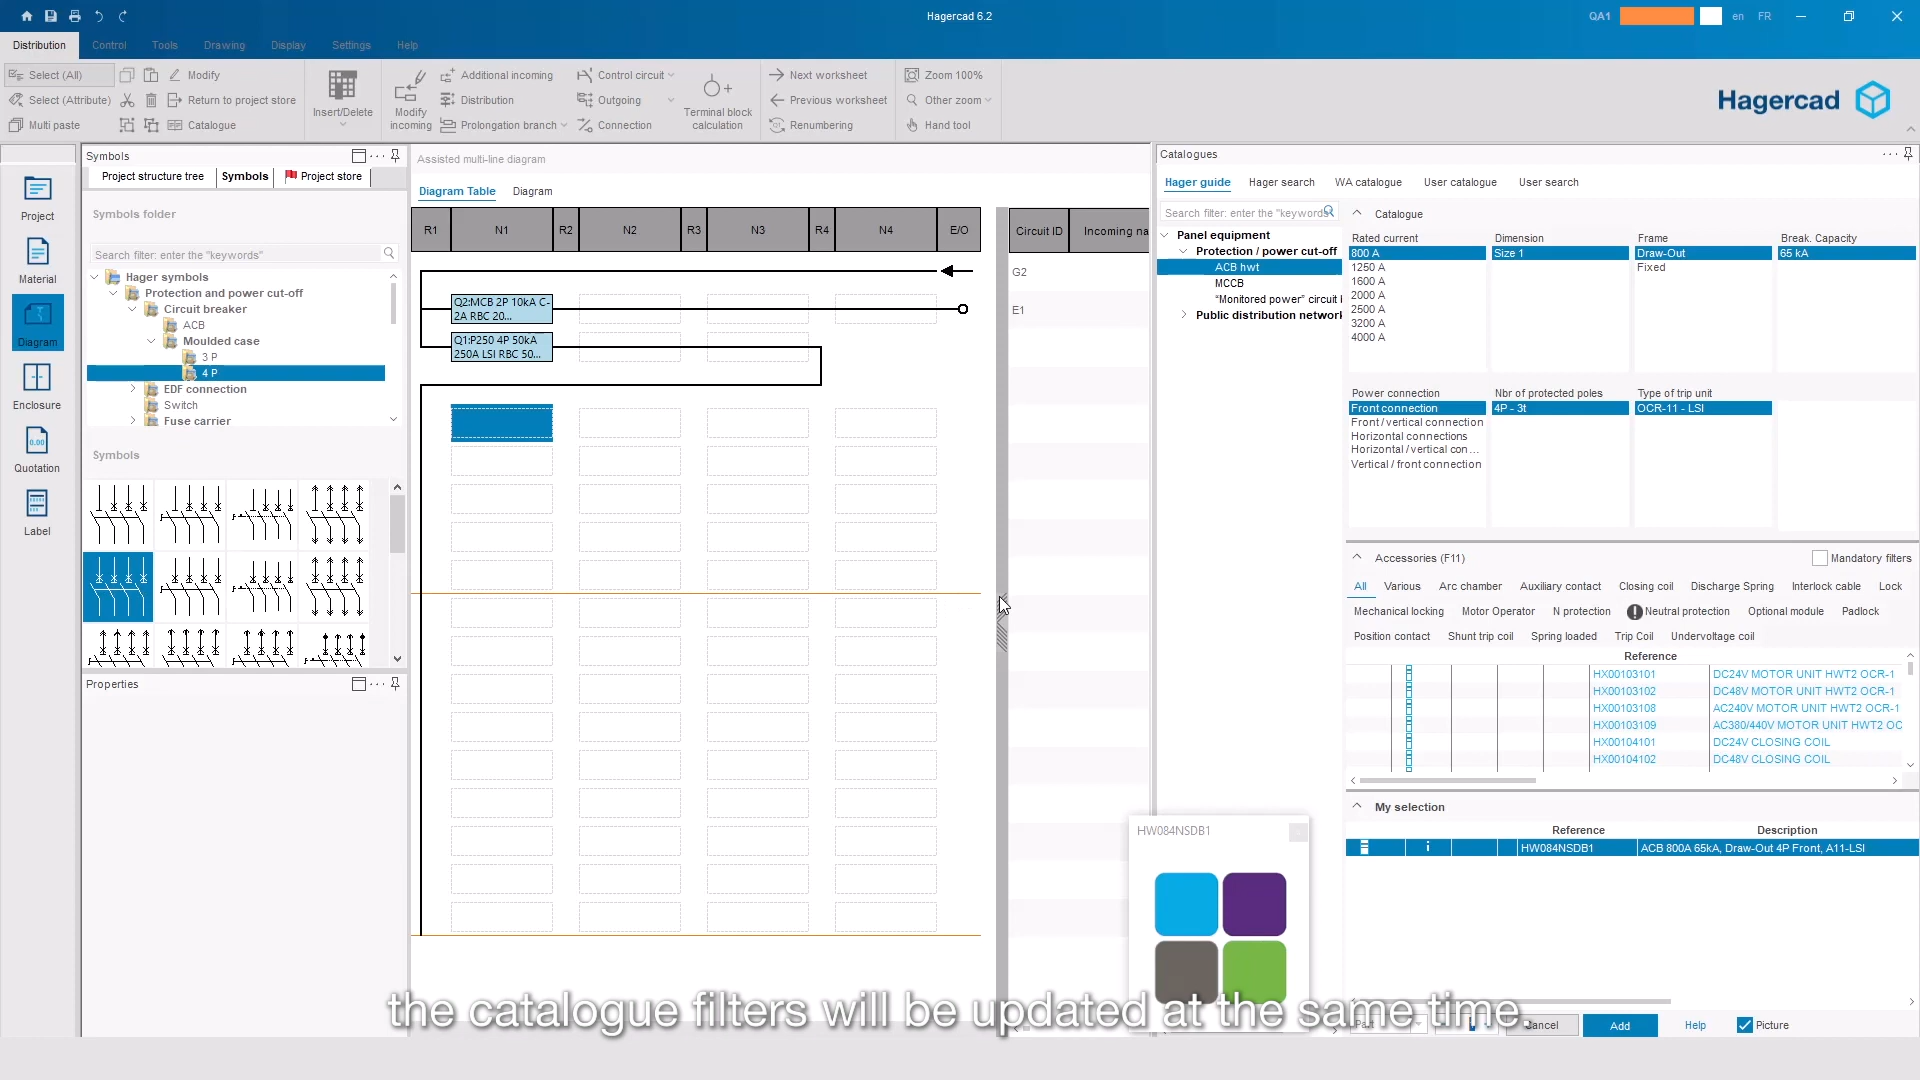 Hagercad 6.2
QA1
en FR
Distribution Control Tools Drawing Display Settings Help
Select (All)
Modify
Select (Attribute)
Return to project store
Multi paste
Catalogue
Insert/Delete
Modify
incoming
Additional incoming
Distribution
Prolongation branch
Control circuit
Outgoing
Connection
Terminal block
calculation
Next worksheet
Previous worksheet
Renumbering
Zoom 100%
Other zoom
Hand tool
Hagercad
Project
Material
Diagram
Enclosure
0.00
Quotation
Label
Symbols
Project structure tree Symbols Project store
Symbols folder
Search filter: enter the "keywords"
Hager symbols
Protection and power cut-off
Circuit breaker
ACB
Moulded case
3 P
4 P
EDF connection
Switch
Fuse carrier
Symbols
Properties
Assisted multi-line diagram
Diagram Table Diagram
R1 N1 R2 N2 R3 N3 R4 N4 E/O Circuit ID Incoming na
G2
Q2:MCB 2P 10kA C-
2A RBC 20...
E1
Q1:P250 4P 50kA
250A LSI RBC 50...
Catalogues
Hager guide Hager search WA catalogue User catalogue User search
Search filter: enter the "keywords
Panel equipment
Protection / power cut-off
ACB hwt
MCCB
"Monitored power" circuit
Public distribution network
Catalogue
Rated current Dimension Frame Break. Capacity
800 A Size 1 Draw-Out 65 kA
1250 A Fixed
1600 A
2000 A
2500 A
3200 A
4000 A
Power connection Nbr of protected poles Type of trip unit
Front connection 4P - 3t OCR-11 - LSI
Front / vertical connection
Horizontal connections
Horizontal / vertical con...
Vertical / front connection
Accessories (F11) Mandatory filters
All Various Arc chamber Auxiliary contact Closing coil Discharge Spring Interlock cable Lock
Mechanical locking Motor Operator N protection Neutral protection Optional module Padlock
Position contact Shunt trip coil Spring loaded Trip Coil Undervoltage coil
Reference
HX00103101 DC24V MOTOR UNIT HWT2 OCR-1
HX00103102 DC48V MOTOR UNIT HWT2 OCR-1
HX00103108 AC240V MOTOR UNIT HWT2 OCR-1
HX00103109 AC380/440V MOTOR UNIT HWT2 OC
HX00104101 DC24V CLOSING COIL
HX00104102 DC48V CLOSING COIL
My selection
Reference Description
HW084NSDB1 ACB 800A 65kA, Draw-Out 4P Front, A11-LSI
HW084NSDB1
the catalogue filters will be updated at the same time
Cancel Add Help Picture